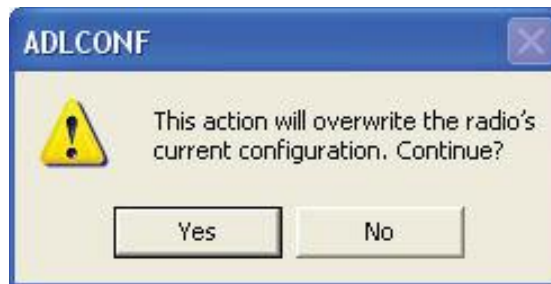 ADLCONF
This action will overwrite the radio's
current configuration. Continue?
Yes
No